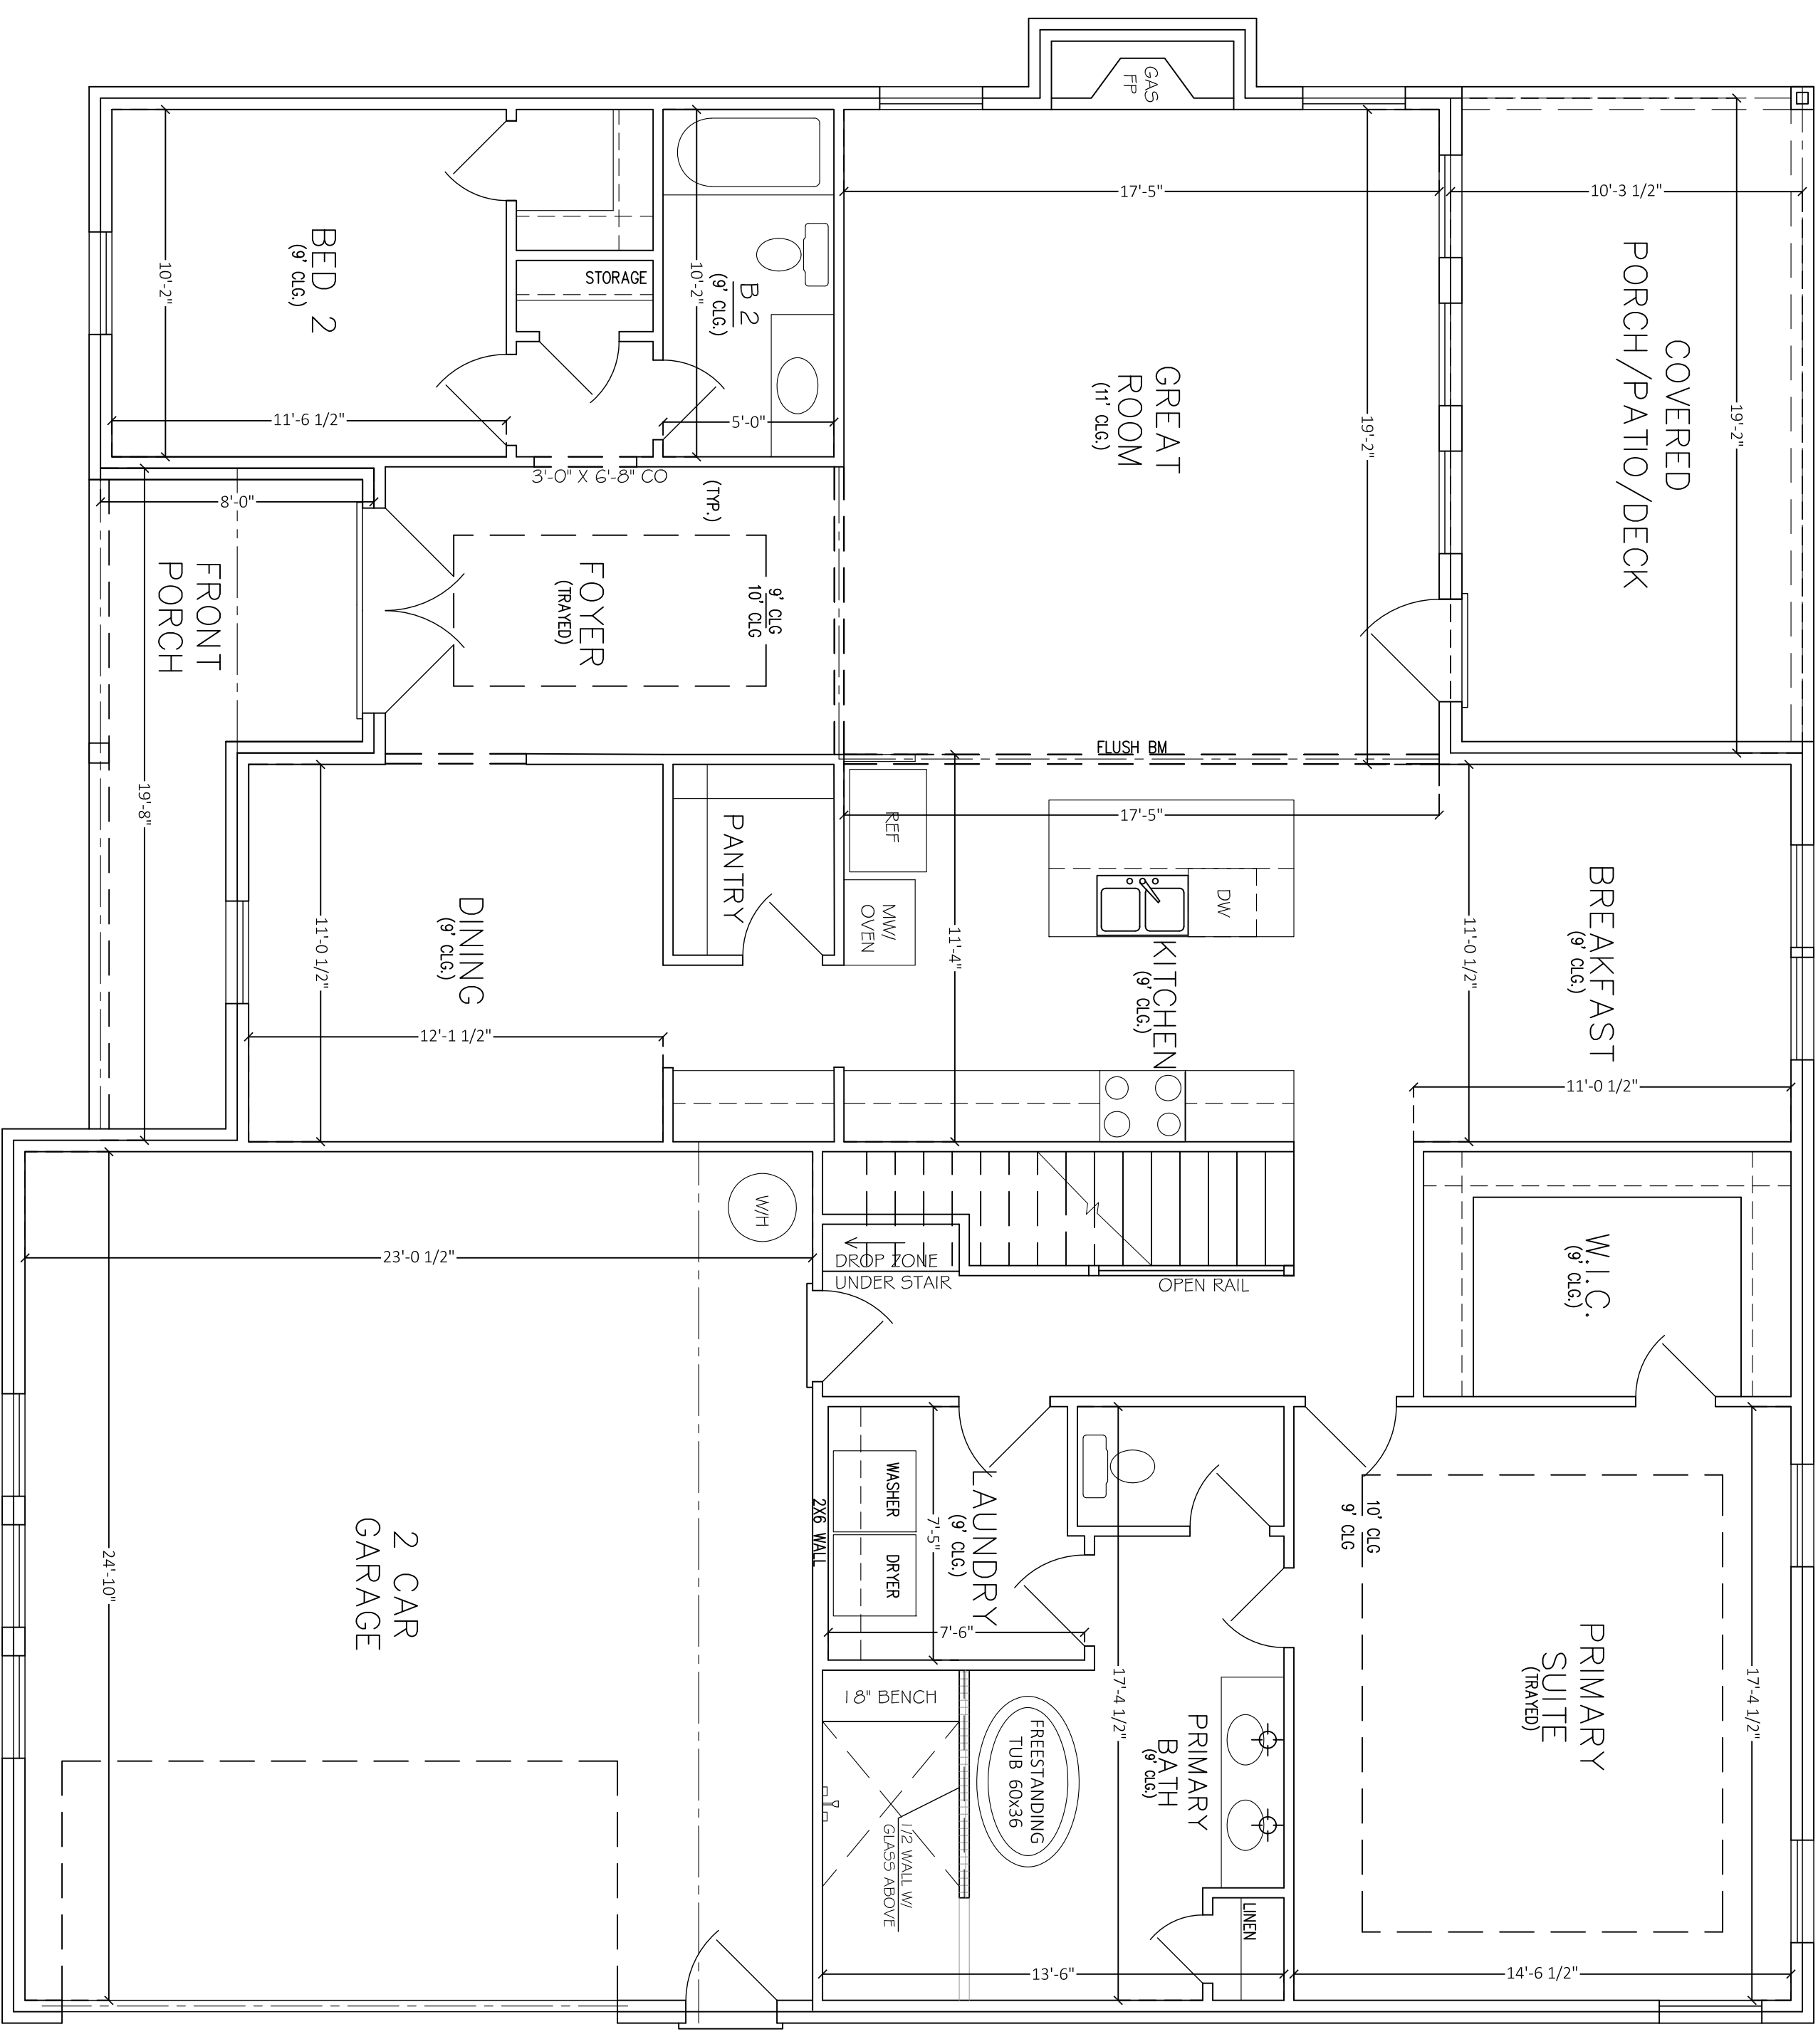 GAS
FP
10'-3 1/2"
COVERED
PORCH/PATIO/DECK
19'-2"
17'-5"
GREAT
ROOM
(11' CLG.)
19'-2"
BED 2
(9' CLG.)
10'-2"
11'-6 1/2"
STORAGE
B 2
(9' CLG.)
10'-2"
5'-0"
3'-0" X 6'-8" CO
(TYP.)
8'-0"
FRONT
PORCH
19'-8"
FOYER
(TRAYED)
9' CLG
10' CLG
FLUSH BM
17'-5"
REF
MW/
OVEN
DW
KITCHEN
(9' CLG.)
11'-4"
PANTRY
DINING
(9' CLG.)
11'-0 1/2"
12'-1 1/2"
BREAKFAST
(9' CLG.)
11'-0 1/2"
11'-0 1/2"
W.I.C.
(9' CLG.)
W/H
23'-0 1/2"
DROP ZONE
UNDER STAIR
OPEN RAIL
2 CAR
GARAGE
24'-10"
2X6 WALL
WASHER
DRYER
LAUNDRY
(9' CLG.)
7'-5"
7'-6"
10' CLG
9' CLG
PRIMARY
SUITE
(TRAYED)
17'-4 1/2"
14'-6 1/2"
PRIMARY
BATH
(9' CLG.)
17'-4 1/2"
13'-6"
18" BENCH
FREESTANDING
TUB 60x36
1/2 WALL W/
GLASS ABOVE
LINEN